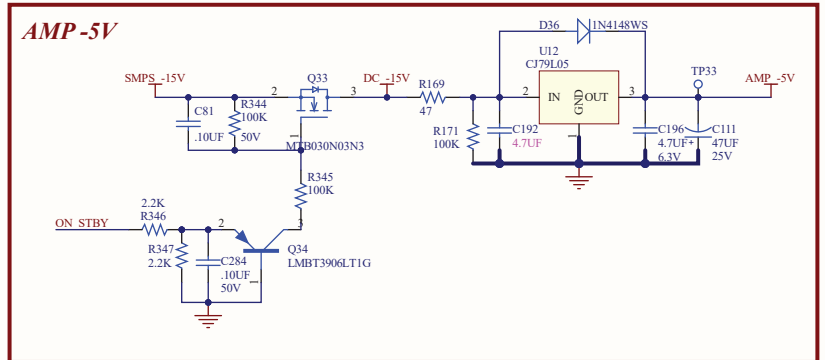 AMP -5V
D36
1N4148WS
U12
CJ79L05
SMPS_-15V
Q33
DC_-15V
R169
47
TP33
AMP_-5V
2
3
2
IN
GND
OUT
3
1
C81
.10UF
R344
100K
50V
1
MTB030N03N3
R171
100K
C192
4.7UF
C196
4.7UF
6.3V
+
C111
47UF
25V
R345
100K
2.2K
R346
ON_STBY
2
3
R347
2.2K
C284
.10UF
50V
1
Q34
LMBT3906LT1G